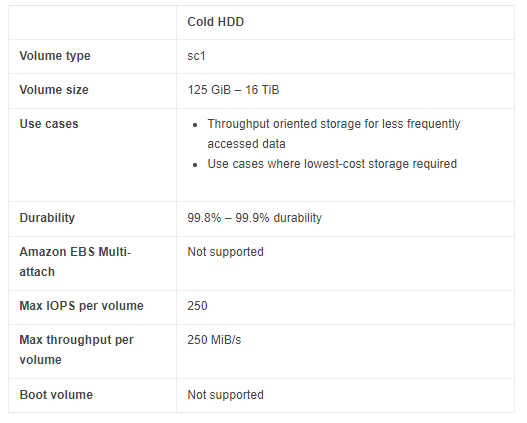 Cold HDD
Volume type sc1
Volume size 125 GiB – 16 TiB
Use cases • Throughput oriented storage for less frequently
accessed data
• Use cases where lowest-cost storage required
Durability 99.8% – 99.9% durability
Amazon EBS Multi- Not supported
attach
Max IOPS per volume 250
Max throughput per 250 MiB/s
volume
Boot volume Not supported